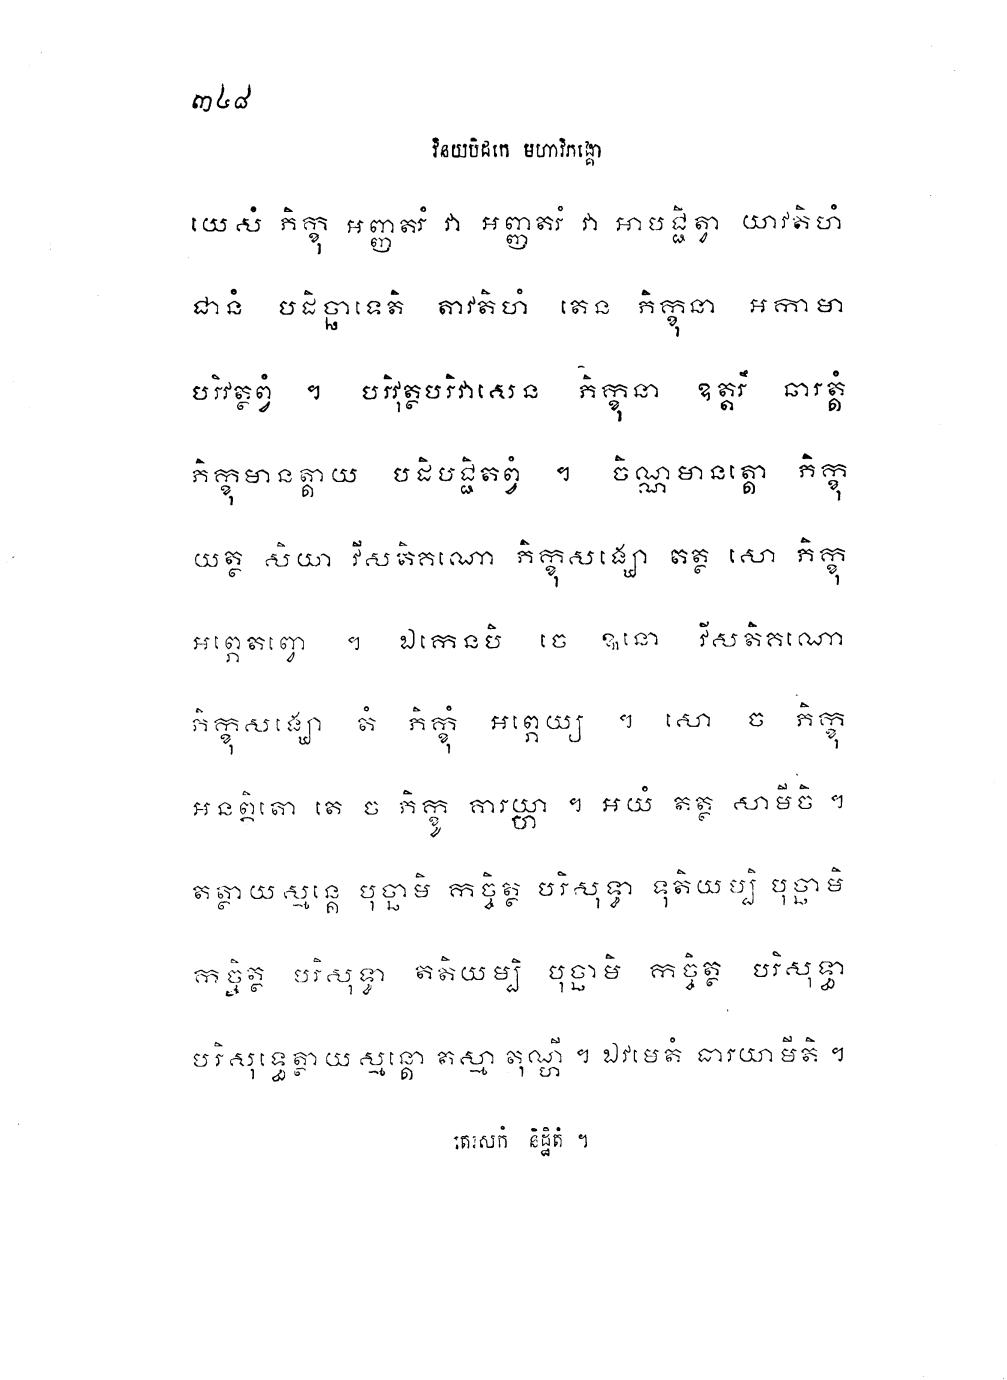 ៣៤៨
វិនយបិដកេ មហាវិភង្គោ
យេសំ ភិក្ខុ អញ្ញតរំ វា អញ្ញតរំ វា អាបជ្ជិត្វា យាវតិហំ
ជានំ បដិច្ឆាទេតិ តាវតិហំ តេន ភិក្ខុនា អកាមា
បរិវត្ថព្វំ ។ បរិវុត្ថបរិវាសេន ភិក្ខុនា ឧត្តរឹ ឆារត្តំ
ភិក្ខុមានត្តាយ បដិបជ្ជិតព្វំ ។ ចិណ្ណមានត្តោ ភិក្ខុ
យត្ថ សិយា វីសតិគណោ ភិក្ខុសង្ឃោ តត្ថ សោ ភិក្ខុ
អព្ភេតព្វោ ។ ឯកេនបិ ចេ ឩនោ វីសតិគណោ
ភិក្ខុសង្ឃោ តំ ភិក្ខុំ អព្ភេយ្យ ។ សោ ច ភិក្ខុ
អនព្ភិតោ តេ ច ភិក្ខូ គារយ្ហា ។ អយំ តត្ថ សាមីចិ ។
តត្ថាយស្មន្តេ បុច្ឆាមិ កច្ចិត្ថ បរិសុទ្ធា ទុតិយម្បិ បុច្ឆាមិ
កច្ចិត្ថ បរិសុទ្ធា តតិយម្បិ បុច្ឆាមិ កច្ចិត្ថ បរិសុទ្ធា
បរិសុទ្ធេត្ថាយស្មន្តោ តស្មា តុណ្ហី ។ ឯវមេតំ ធារយាមីតិ ។
តេរសកំ និដ្ឋិតំ ។